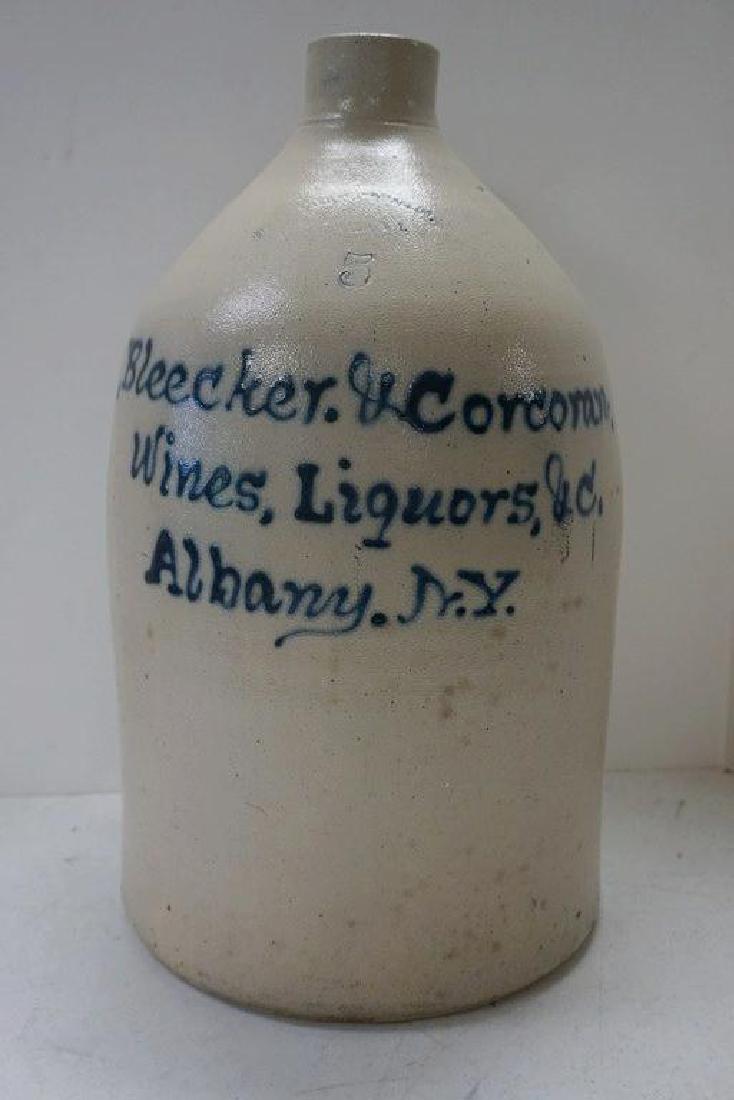 5
Bleecker. & Corcoran,
Wines, Liquors, &c.
Albany. N.Y.